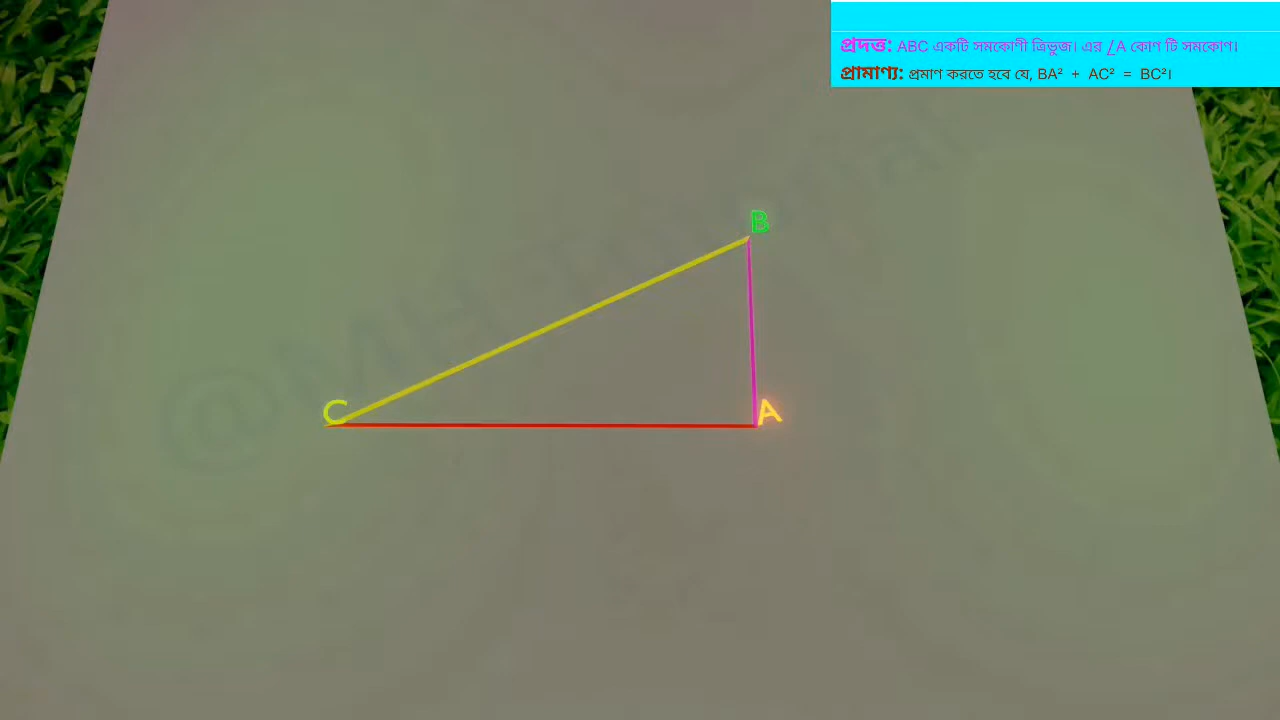 প্রদত্ত: ABC একটি সমকোণী ত্রিভুজ। এর ∠A কোণ টি সমকোণ।
প্রামাণ্য: প্রমাণ করতে হবে যে, BA² + AC² = BC²।
B
C
A